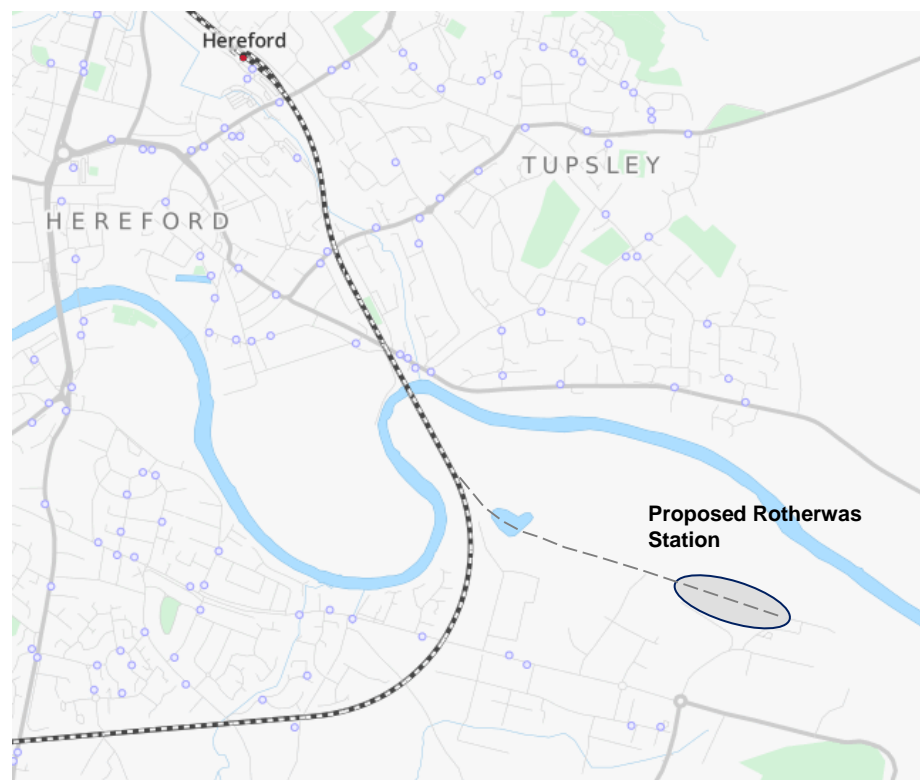 Hereford
TUPSLEY
HEREFORD
Proposed Rotherwas
Station